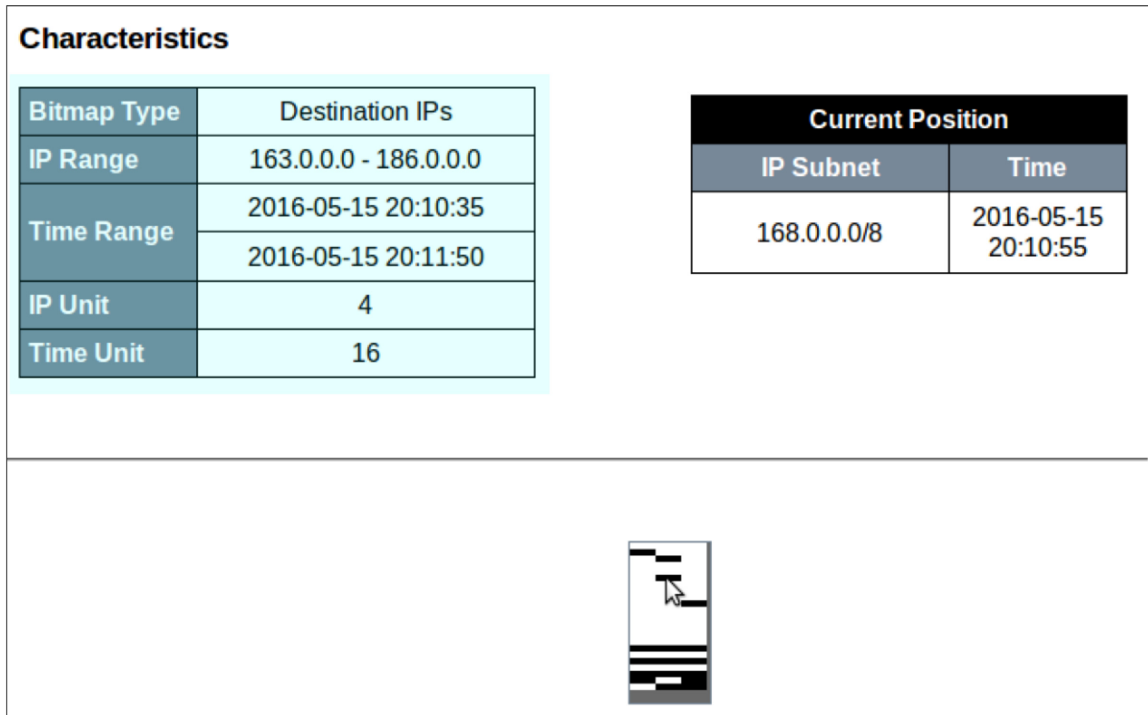 Characteristics
Bitmap Type Destination IPs
IP Range 163.0.0.0 - 186.0.0.0
Time Range 2016-05-15 20:10:35
2016-05-15 20:11:50
IP Unit 4
Time Unit 16
Current Position
IP Subnet Time
168.0.0.0/8 2016-05-15
20:10:55